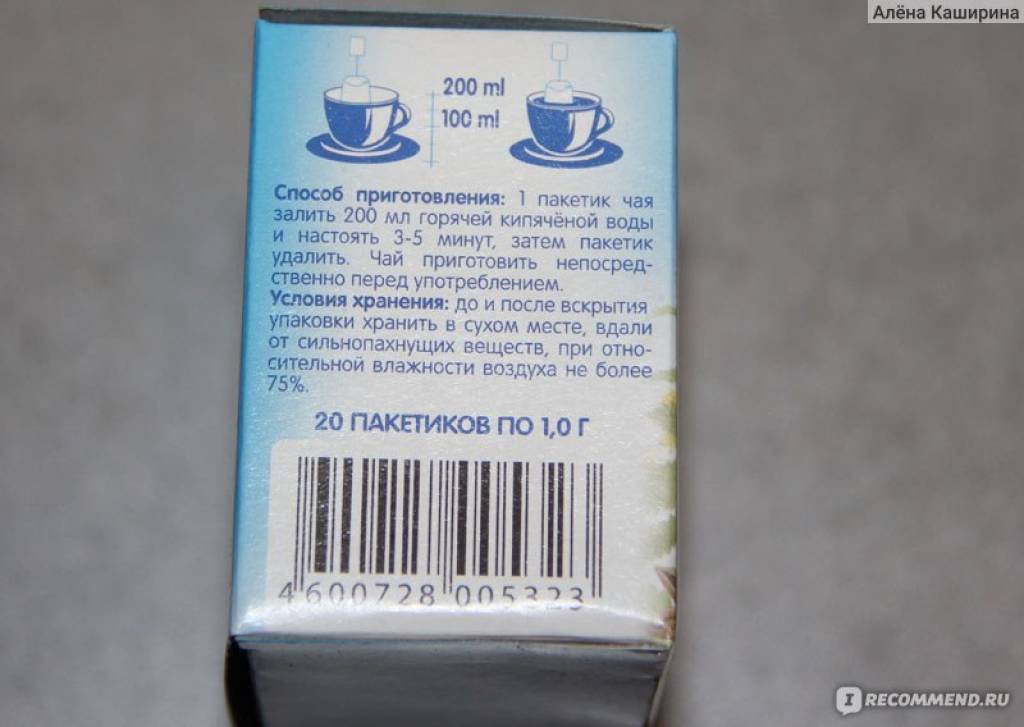 Алёна Каширина
200 ml
100 ml
Способ приготовления: 1 пакетик чая
залить 200 мл горячей кипячёной воды
и настоять 3-5 минут, затем пакетик
удалить. Чай приготовить непосред-
ственно перед употреблением.
Условия хранения: до и после вскрытия
упаковки хранить в сухом месте, вдали
от сильнопахнущих веществ, при отно-
сительной влажности воздуха не более
75%.
20 ПАКЕТИКОВ ПО 1,0 Г
4 600728 005323
I RECOMMEND.RU